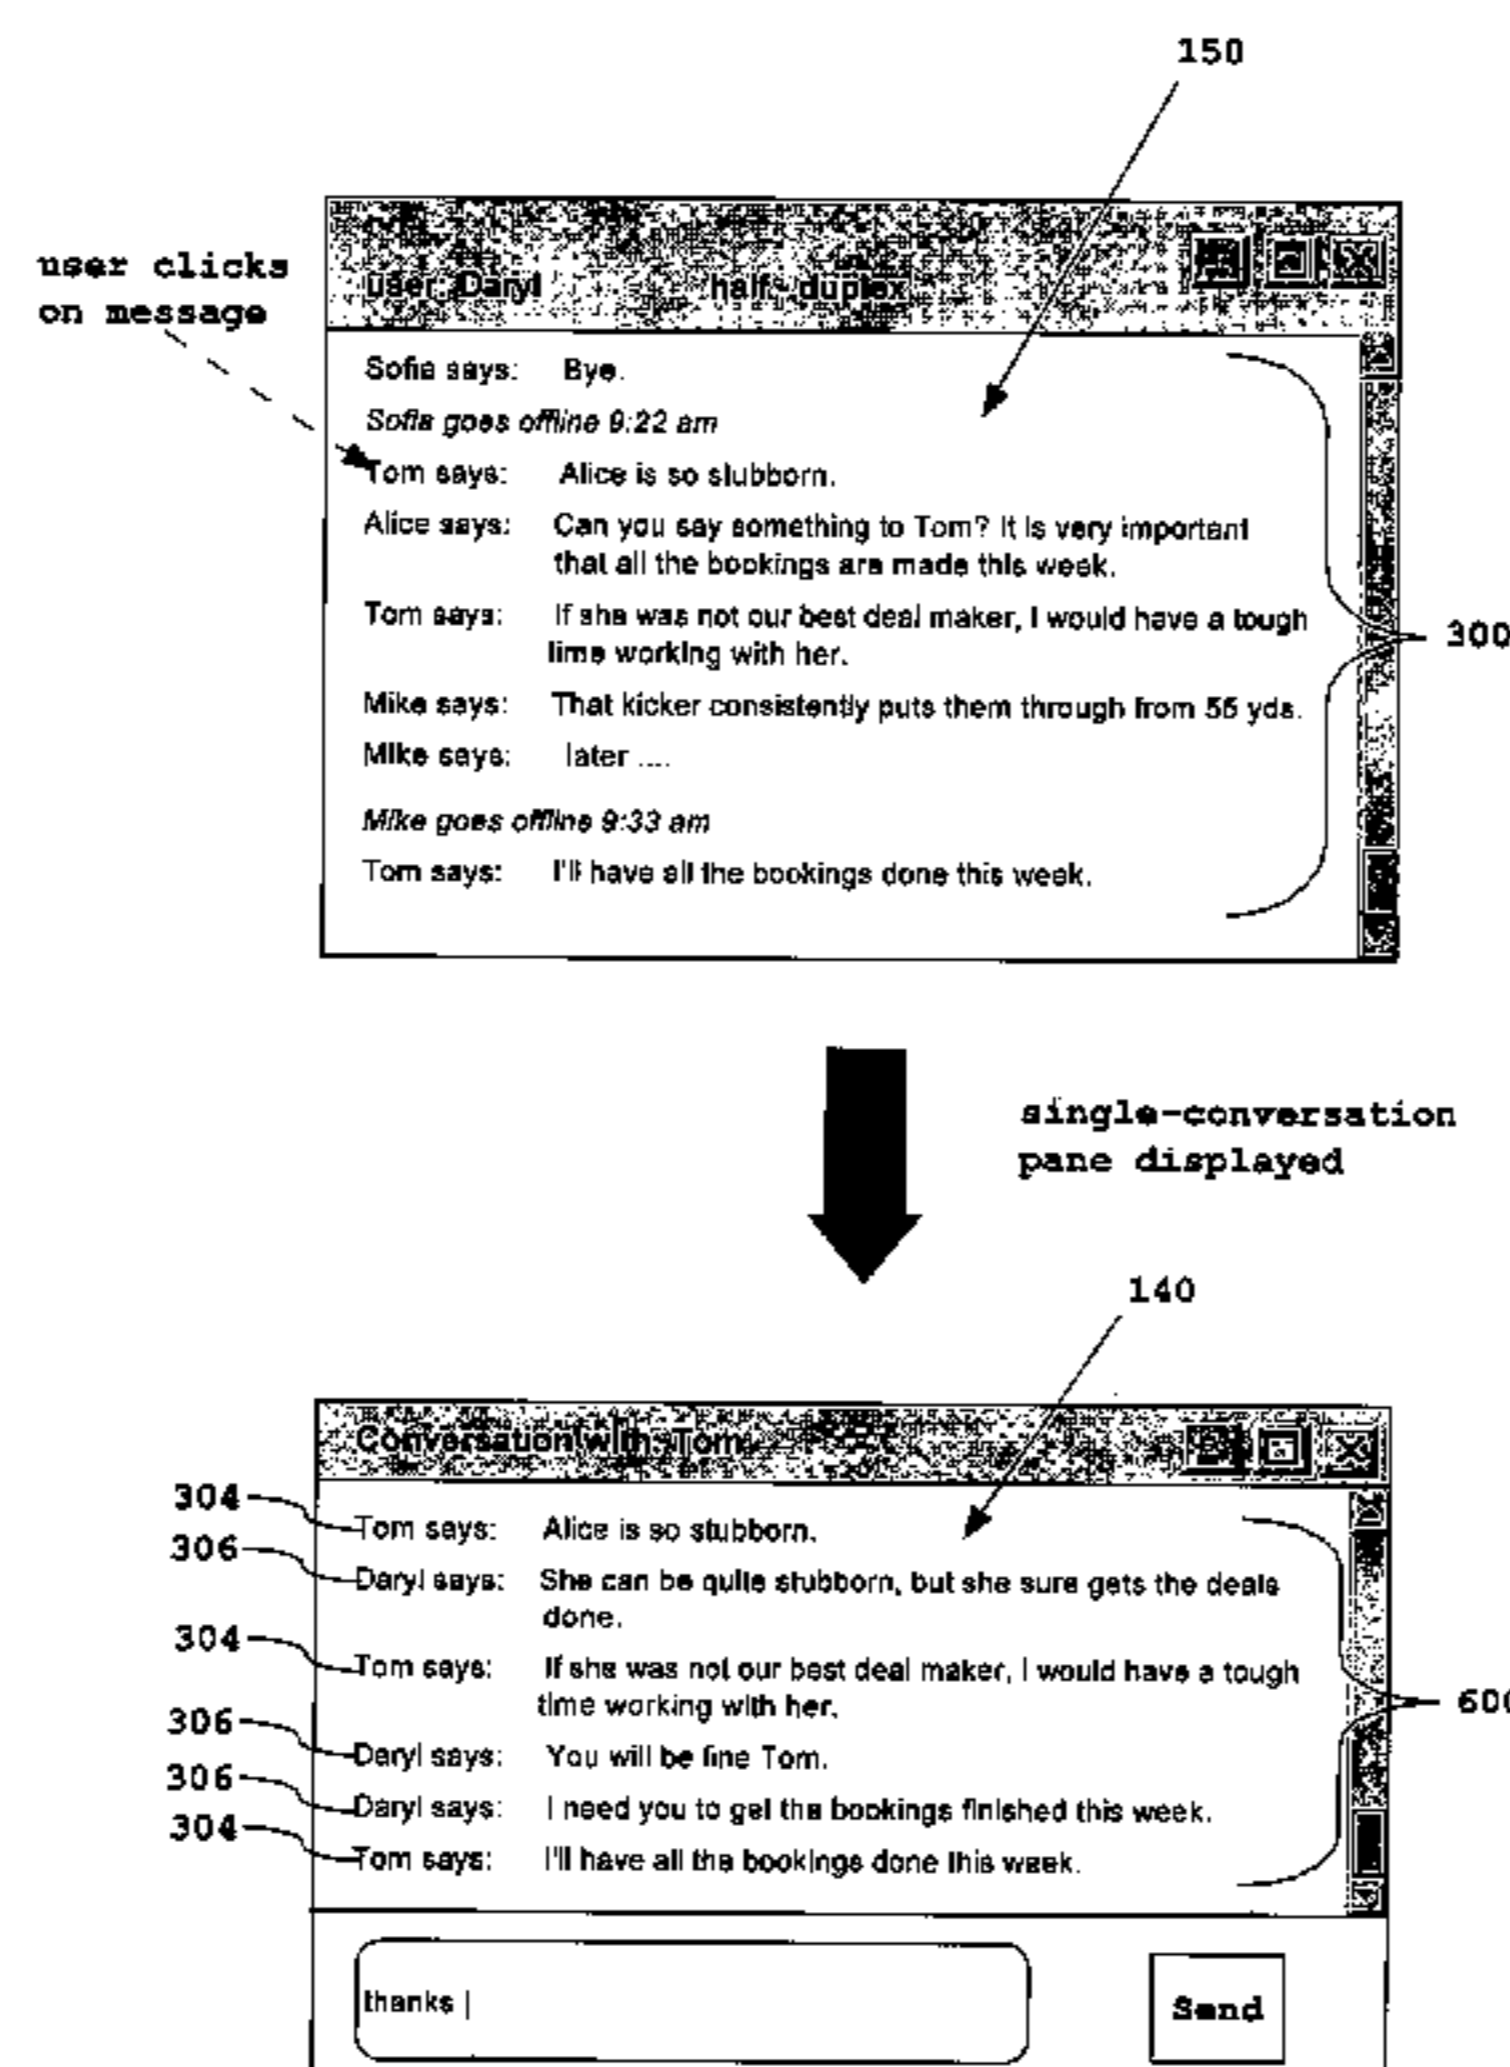 150
user clicks
on message
user: Daryl half-duplex
Sofia says: Bye.
Sofia goes offline 9:22 am
Tom says: Alice is so stubborn.
Alice says: Can you say something to Tom? It is very important
that all the bookings are made this week.
Tom says: If she was not our best deal maker, I would have a tough
time working with her.
300
Mike says: That kicker consistently puts them through from 55 yds.
Mike says: later ....
Mike goes offline 9:33 am
Tom says: I'll have all the bookings done this week.
single-conversation
pane displayed
140
Conversation with: Tom
304 Tom says: Alice is so stubborn.
306 Daryl says: She can be quite stubborn, but she sure gets the deals
done.
304 Tom says: If she was not our best deal maker, I would have a tough
time working with her.
600
306 Daryl says: You will be fine Tom.
306 Daryl says: I need you to get the bookings finished this week.
304 Tom says: I'll have all the bookings done this week.
thanks |
Send